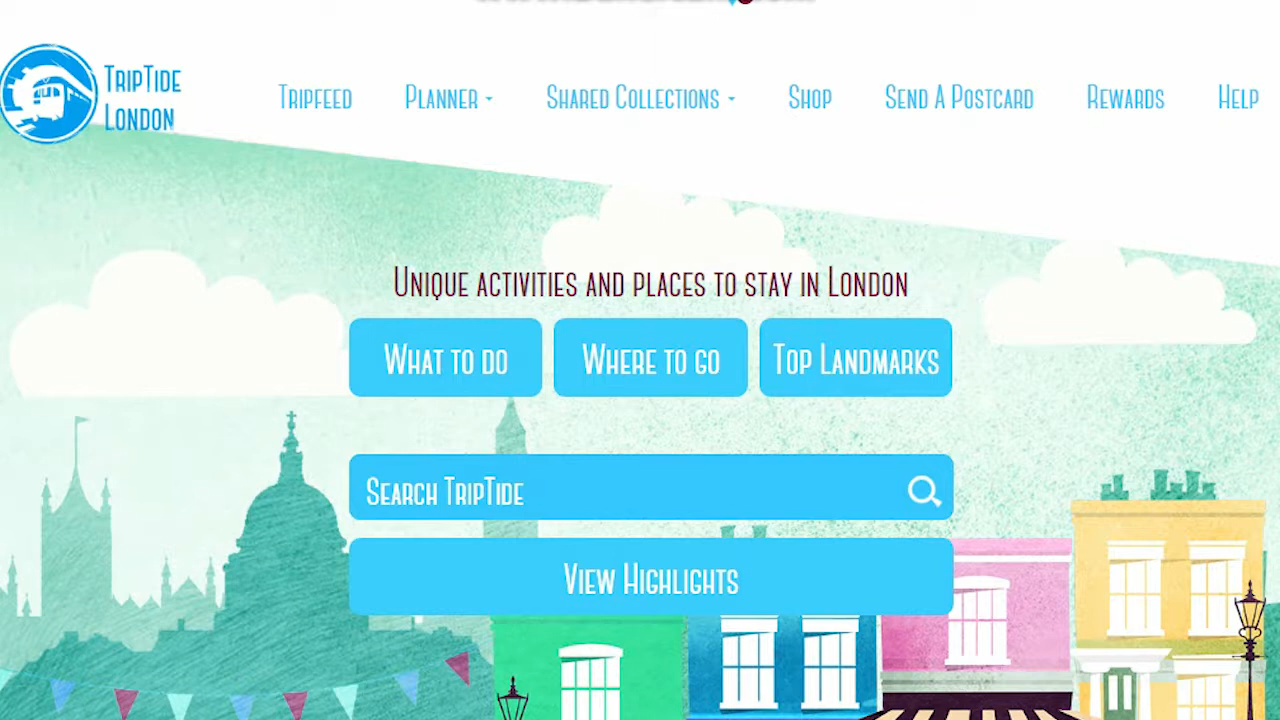 TripTide
London
Tripfeed
Planner
Shared Collections
Shop
Send A Postcard
Rewards
Help
Unique activities and places to stay in London
What to do
Where to go
Top Landmarks
Search TripTide
View Highlights